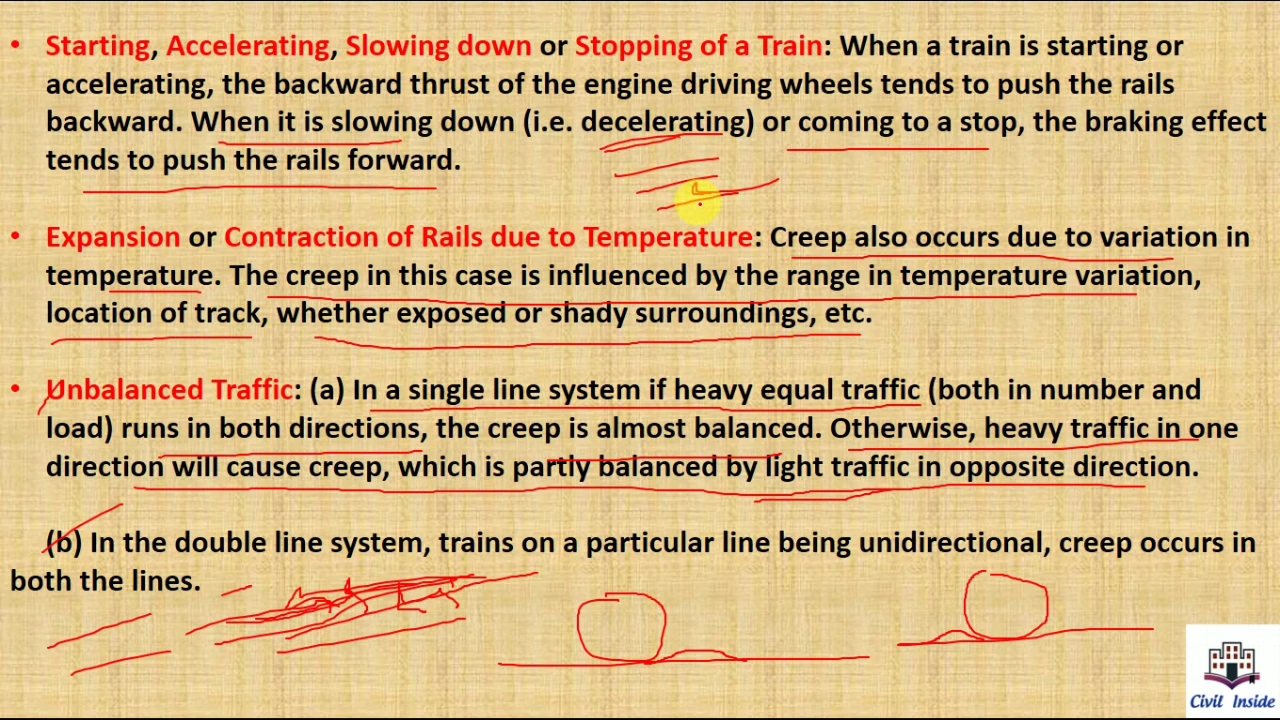 • Starting, Accelerating, Slowing down or Stopping of a Train: When a train is starting or
accelerating, the backward thrust of the engine driving wheels tends to push the rails
backward. When it is slowing down (i.e. decelerating) or coming to a stop, the braking effect
tends to push the rails forward.
• Expansion or Contraction of Rails due to Temperature: Creep also occurs due to variation in
temperature. The creep in this case is influenced by the range in temperature variation,
location of track, whether exposed or shady surroundings, etc.
• Unbalanced Traffic: (a) In a single line system if heavy equal traffic (both in number and
load) runs in both directions, the creep is almost balanced. Otherwise, heavy traffic in one
direction will cause creep, which is partly balanced by light traffic in opposite direction.
(b) In the double line system, trains on a particular line being unidirectional, creep occurs in
both the lines.
Civil Inside